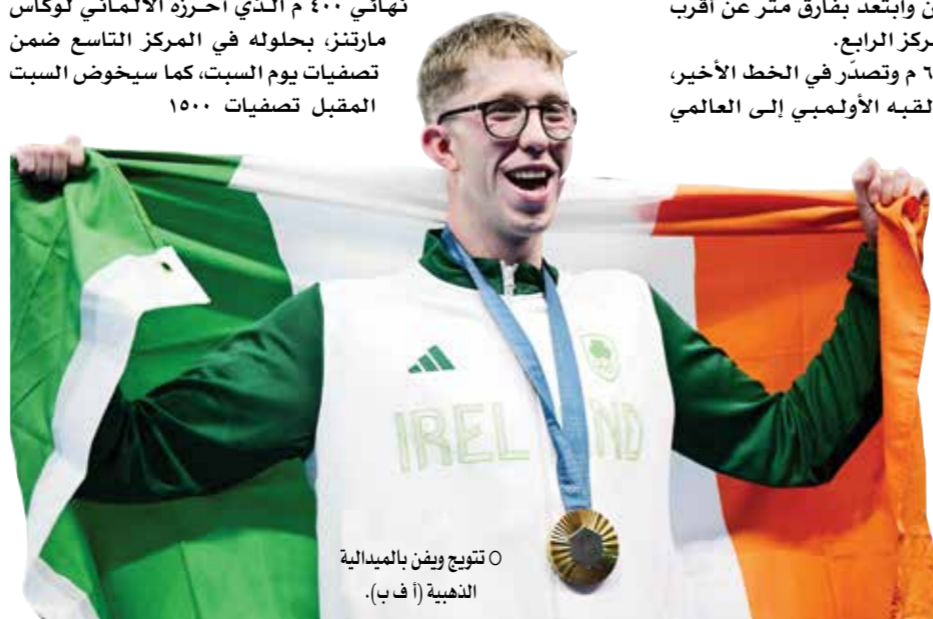 ن وابتعد بفارق متر عن أقرب
مركز الرابع.
٦ م وتصدّر في الخط الأخير،
لقبه الأولمبي إلى العالمي
نهائي ٤٠٠ م الذي أحرزه الألماني لوكاس
مارتنز، بحلوله في المركز التاسع ضمن
تصفيات يوم السبت، كما سيخوض السبت
المقبل تصفيات ١٥٠٠
IREL ND
○ تتويج ويفن بالميدالية
الذهبية (أ ف ب).